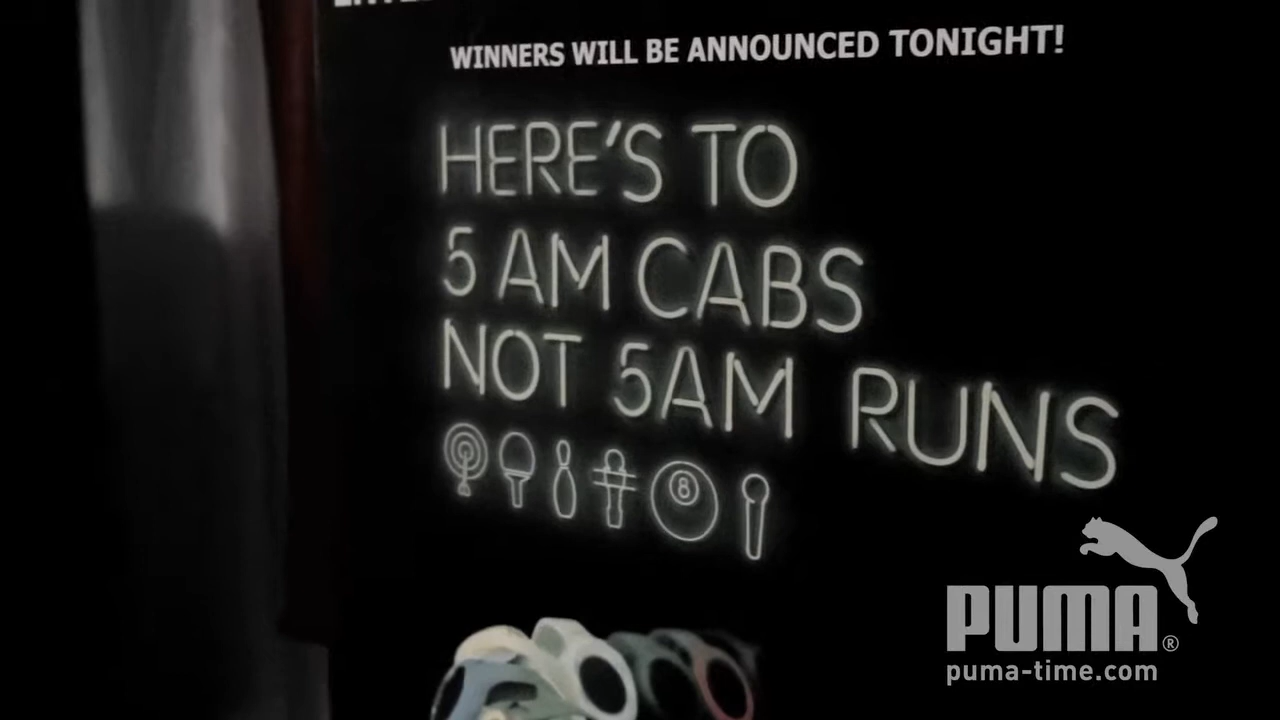 WINNERS WILL BE ANNOUNCED TONIGHT!
HERE'S TO
5 AM CABS
NOT 5AM RUNS
8
PUMA®
puma-time.com